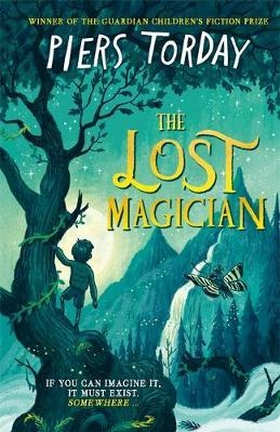 WINNER OF THE GUARDIAN CHILDREN'S FICTION PRIZE
PIERS TORDAY
THE
LOST
MAGICIAN
IF YOU CAN IMAGINE IT,
IT MUST EXIST.
SOMEWHERE ...